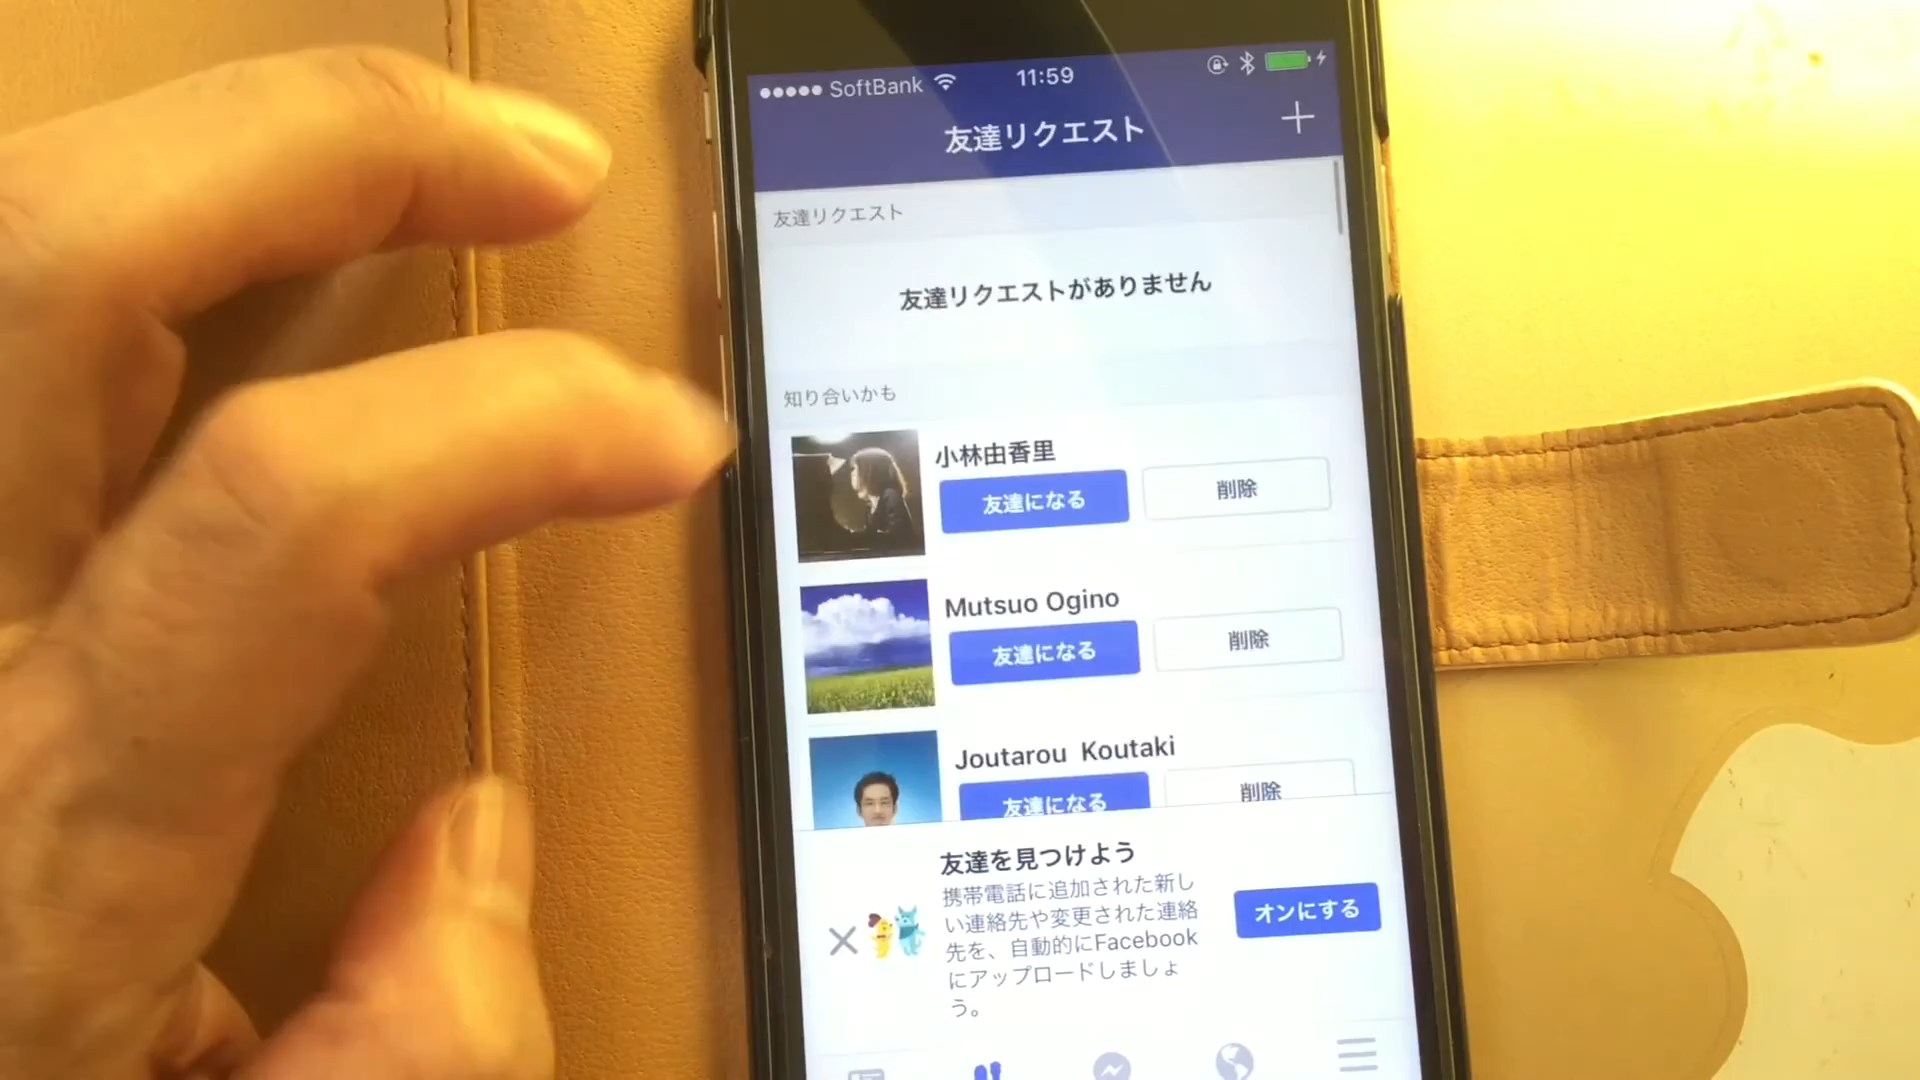 SoftBank 11:59
友達リクエスト
友達リクエスト
友達リクエストがありません
知り合いかも
小林由香里
友達になる 削除
Mutsuo Ogino
友達になる 削除
Joutarou Koutaki
友達になる 削除
友達を見つけよう
携帯電話に追加された新し
い連絡先や変更された連絡
先を、自動的にFacebook
にアップロードしましょ
う。
オンにする